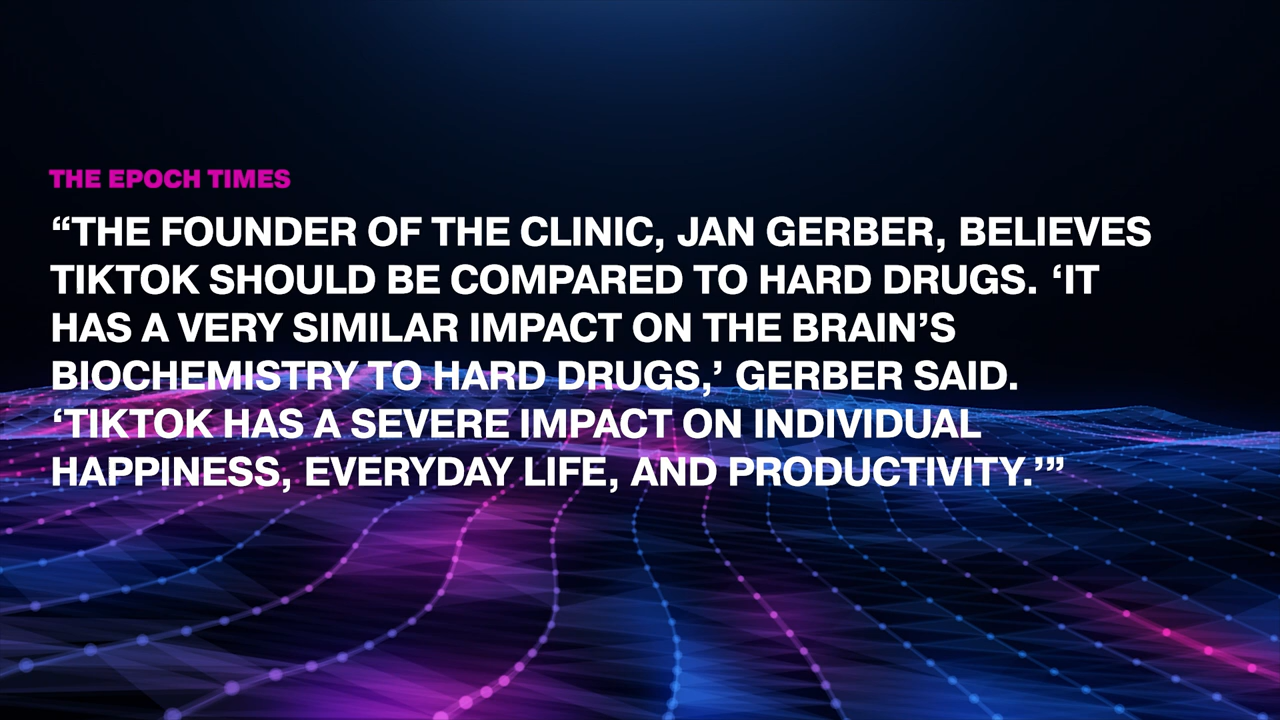 THE EPOCH TIMES
“THE FOUNDER OF THE CLINIC, JAN GERBER, BELIEVES
TIKTOK SHOULD BE COMPARED TO HARD DRUGS. ‘IT
HAS A VERY SIMILAR IMPACT ON THE BRAIN’S
BIOCHEMISTRY TO HARD DRUGS,’ GERBER SAID.
‘TIKTOK HAS A SEVERE IMPACT ON INDIVIDUAL
HAPPINESS, EVERYDAY LIFE, AND PRODUCTIVITY.’”